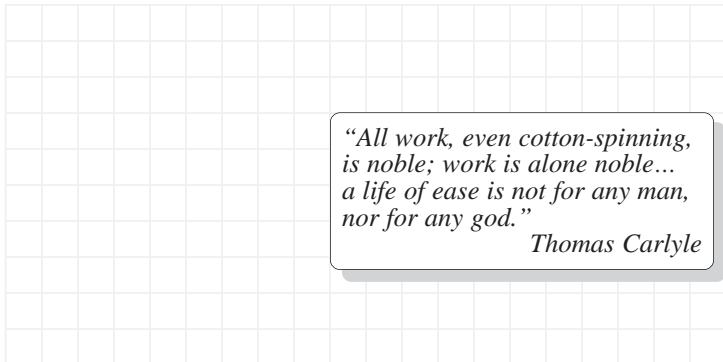 “All work, even cotton-spinning,
is noble; work is alone noble…
a life of ease is not for any man,
nor for any god.”
Thomas Carlyle